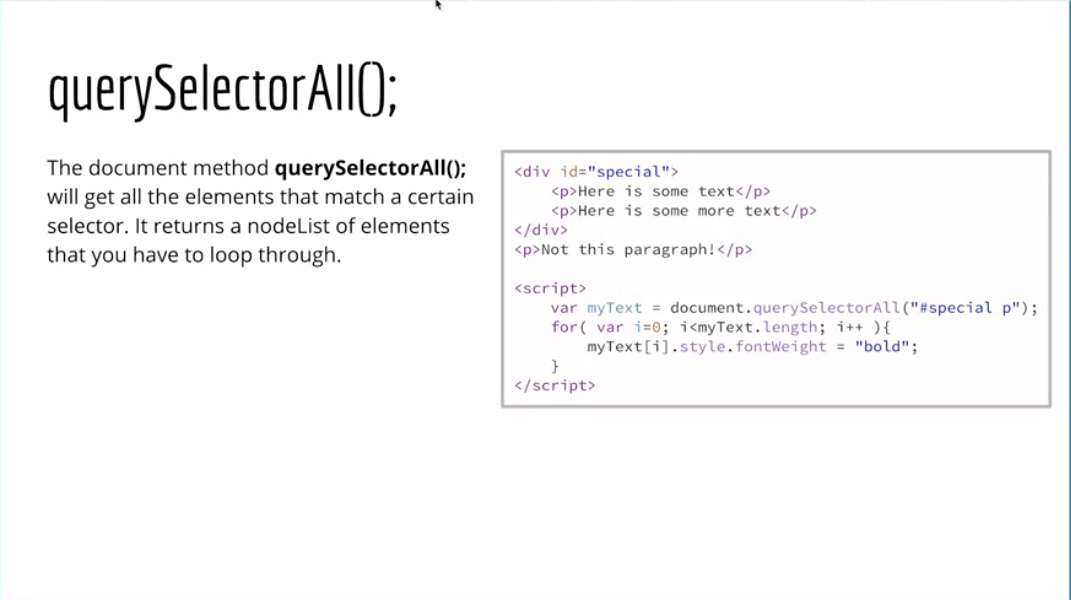 querySelectorAll();
The document method querySelectorAll();
will get all the elements that match a certain
selector. It returns a nodeList of elements
that you have to loop through.
<div id="special">
    <p>Here is some text</p>
    <p>Here is some more text</p>
</div>
<p>Not this paragraph!</p>

<script>
    var myText = document.querySelectorAll("#special p");
    for( var i=0; i<myText.length; i++ ){
        myText[i].style.fontWeight = "bold";
    }
</script>